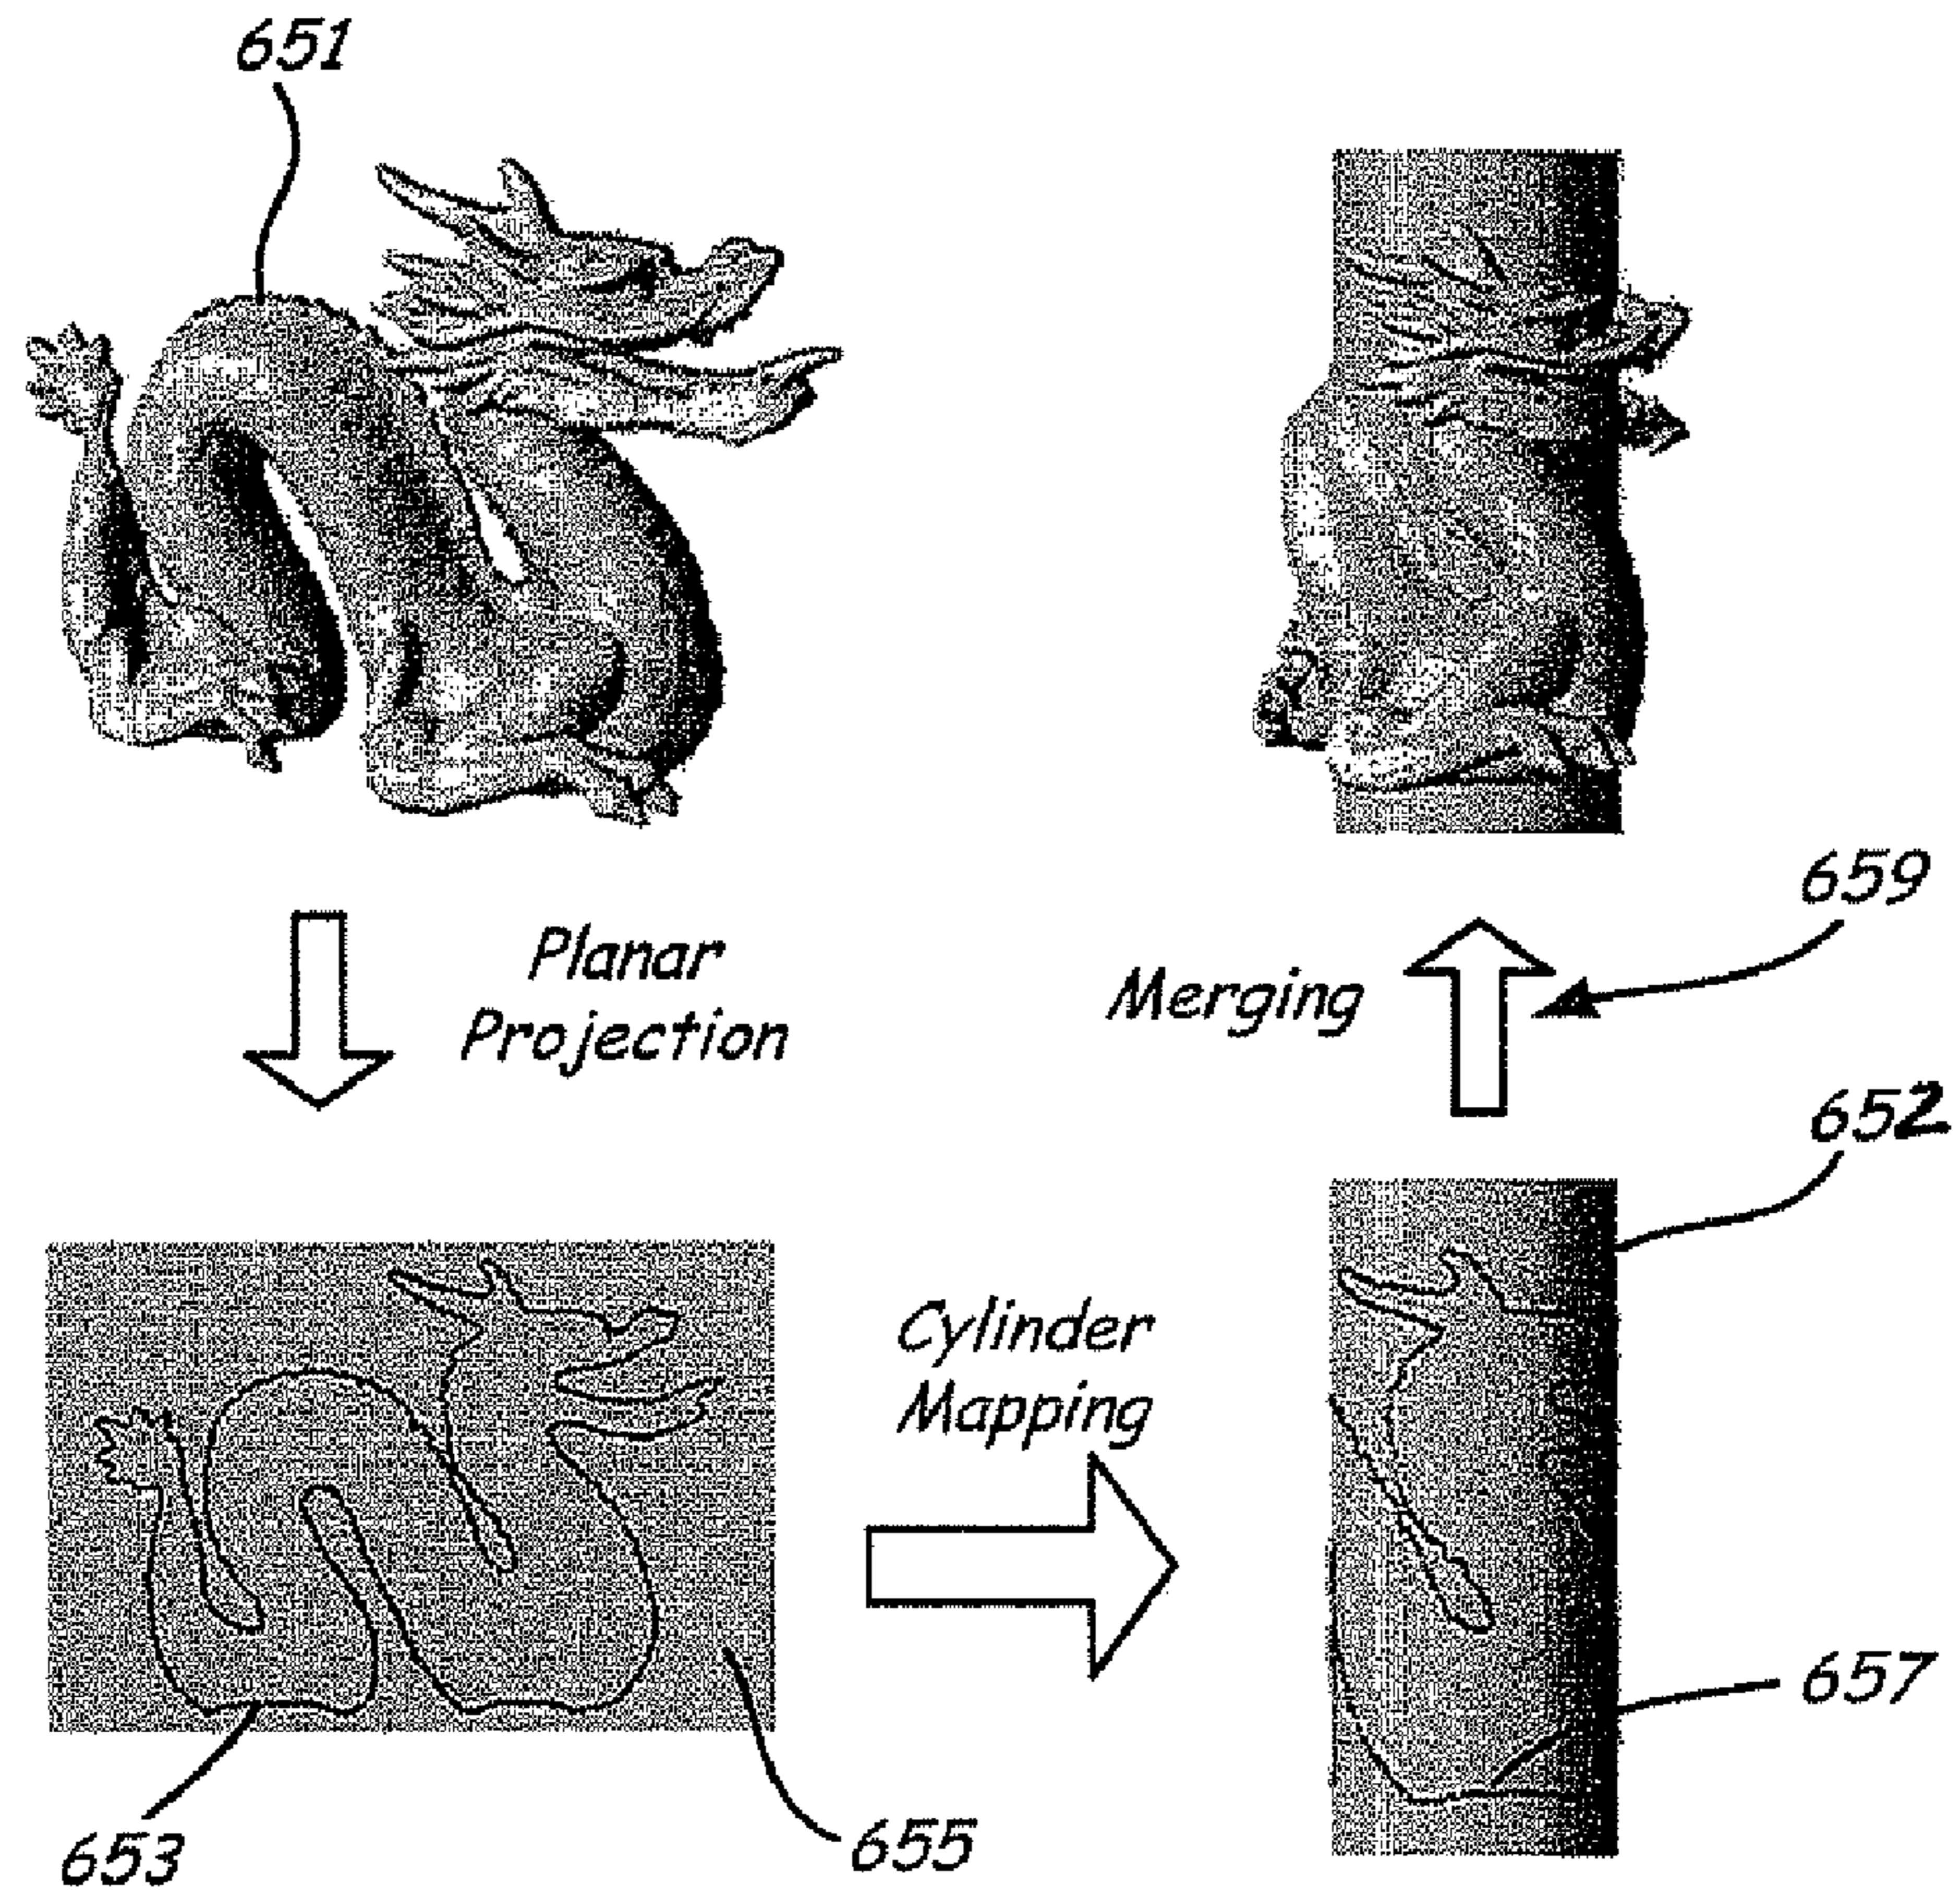 651
Planar
Projection
Merging
659
652
Cylinder
Mapping
657
653
655